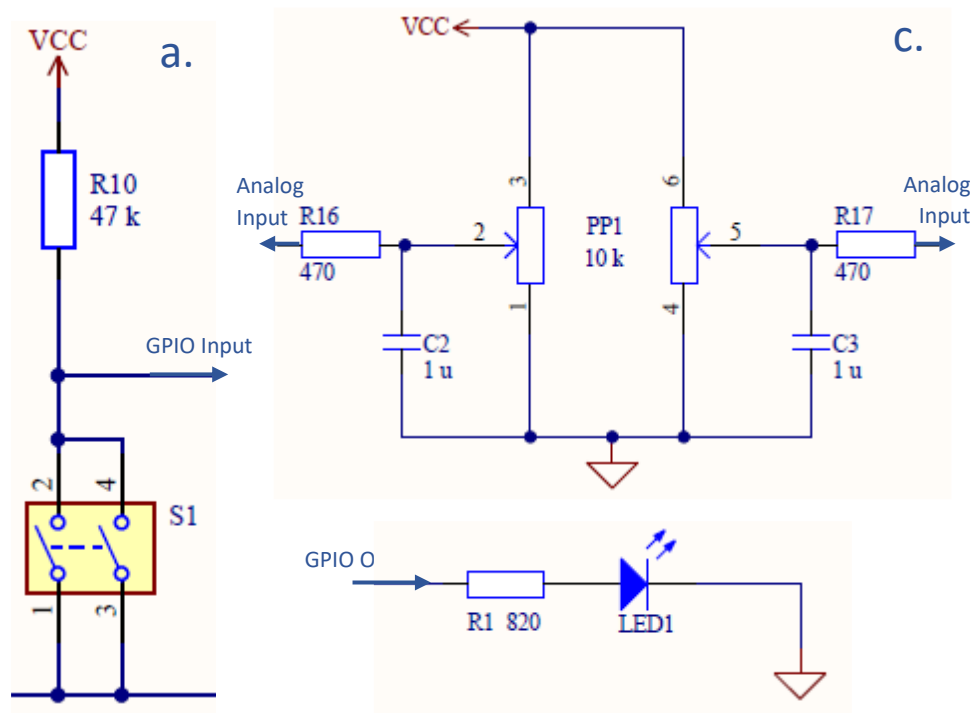 VCC
a.
R10
47 k
GPIO Input
2
4
S1
1
3
VCC
c.
3
6
Analog
Input
R16
470
2
PP1
10 k
5
Analog
Input
R17
470
1
4
C2
1 u
C3
1 u
GPIO O
R1 820
LED1